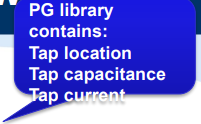 PG library
contains:
Tap location
Tap capacitance
Tap current